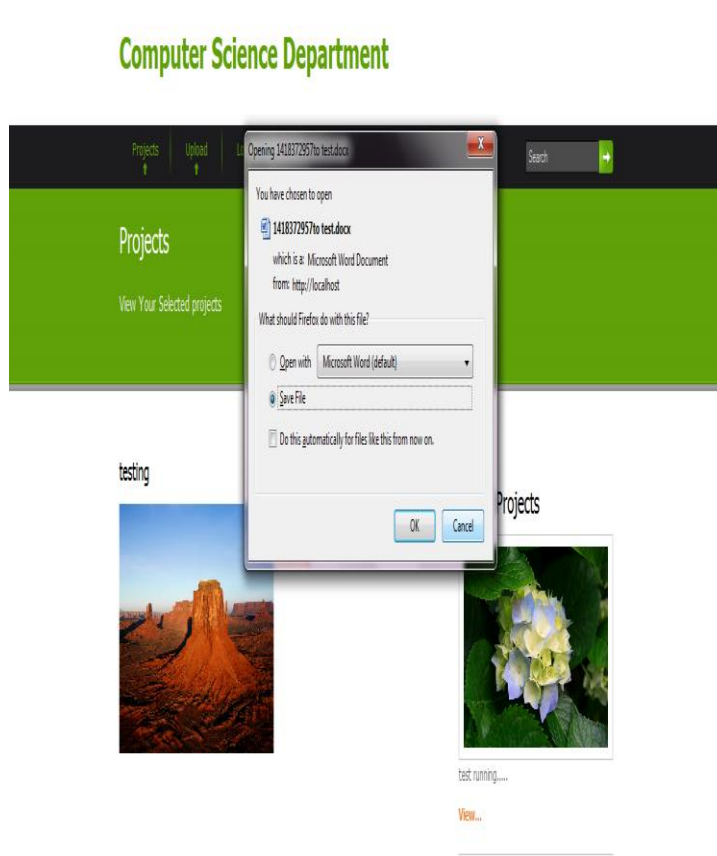 Computer Science Department
Projects
Upload
Lo
Search
Opening 1418372957to test.docx
You have chosen to open
1418372957to test.docx
which is a: Microsoft Word Document
from: http://localhost
What should Firefox do with this file?
Open with Microsoft Word (default)
Save File
Do this automatically for files like this from now on.
OK Cancel
Projects
View Your Selected projects
testing
Projects
test running.....
View...